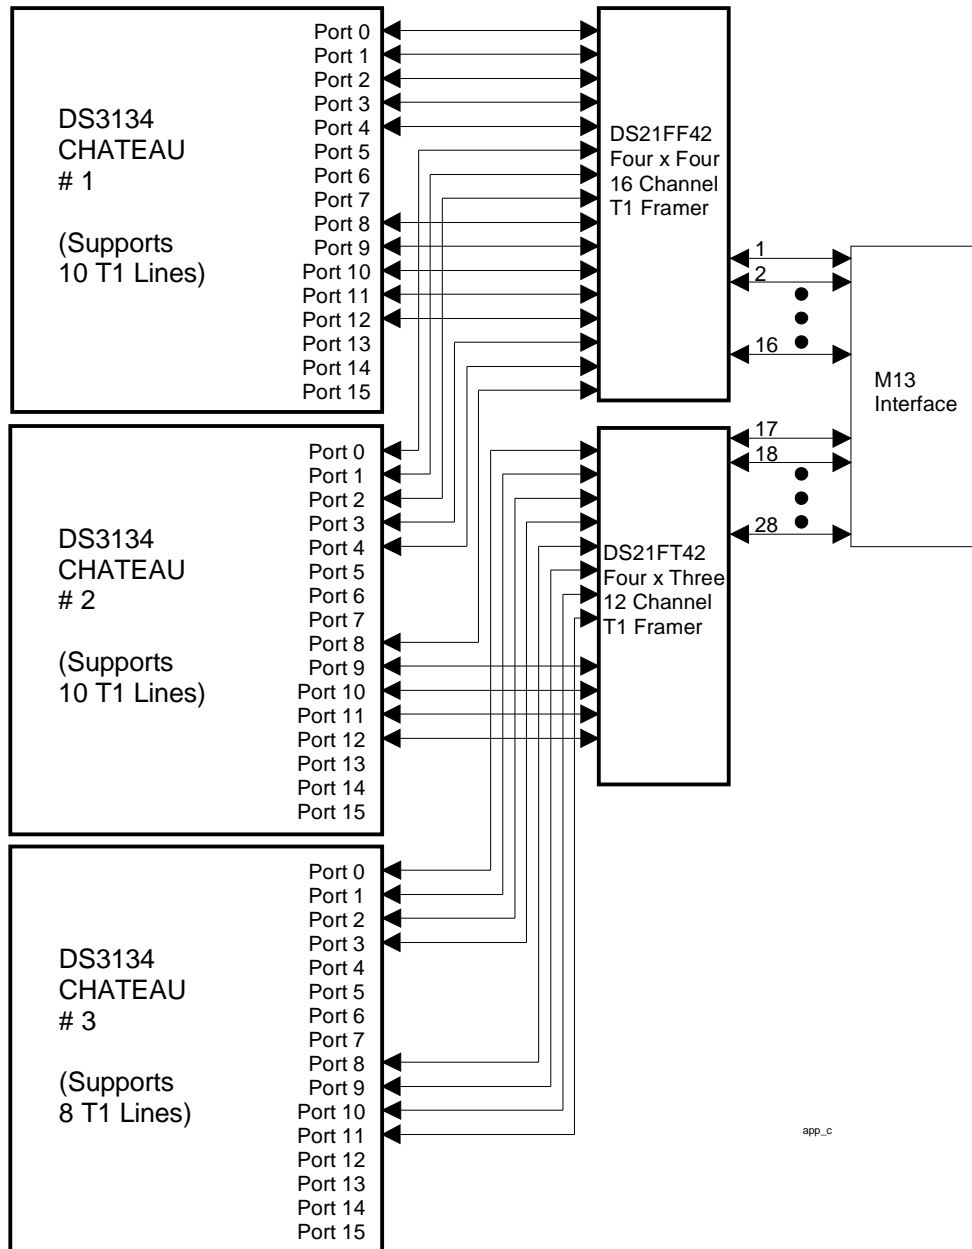 DS3134
CHATEAU
# 1
(Supports
10 T1 Lines)
Port 0
Port 1
Port 2
Port 3
Port 4
Port 5
Port 6
Port 7
Port 8
Port 9
Port 10
Port 11
Port 12
Port 13
Port 14
Port 15
DS21FF42
Four x Four
16 Channel
T1 Framer
1
2
16
M13
Interface
17
18
28
DS3134
CHATEAU
# 2
(Supports
10 T1 Lines)
Port 0
Port 1
Port 2
Port 3
Port 4
Port 5
Port 6
Port 7
Port 8
Port 9
Port 10
Port 11
Port 12
Port 13
Port 14
Port 15
DS21FT42
Four x Three
12 Channel
T1 Framer
DS3134
CHATEAU
# 3
(Supports
8 T1 Lines)
Port 0
Port 1
Port 2
Port 3
Port 4
Port 5
Port 6
Port 7
Port 8
Port 9
Port 10
Port 11
Port 12
Port 13
Port 14
Port 15
app_c